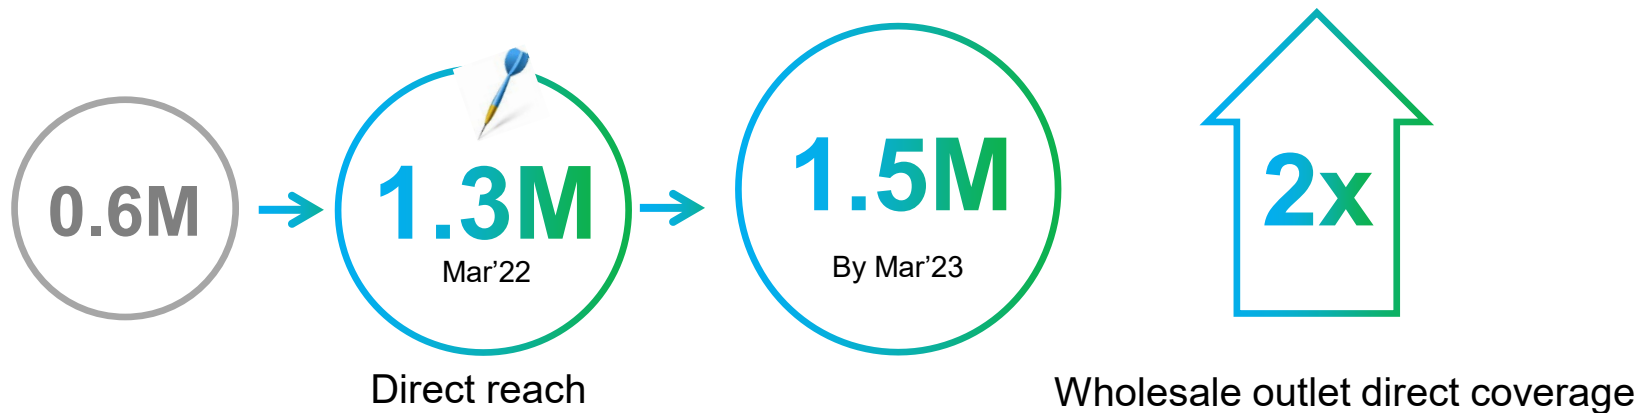 0.6M
1.3M
Mar’22
1.5M
By Mar’23
2x
Direct reach
Wholesale outlet direct coverage